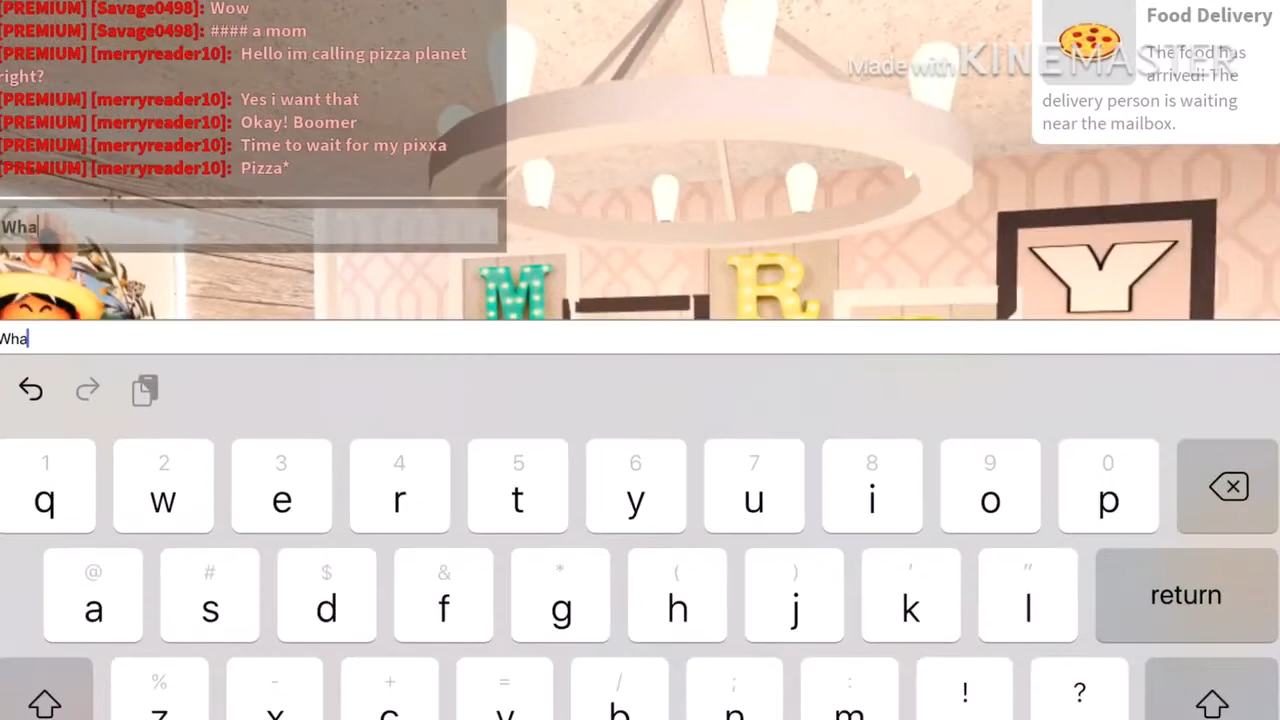 [PREMIUM] [Savage0498]: Wow
[PREMIUM] [Savage0498]: #### a mom
[PREMIUM] [merryreader10]: Hello im calling pizza planet
right?
[PREMIUM] [merryreader10]: Yes i want that
[PREMIUM] [merryreader10]: Okay! Boomer
[PREMIUM] [merryreader10]: Time to wait for my pixxa
[PREMIUM] [merryreader10]: Pizza*
Wha
Food Delivery
The food has
arrived! The
delivery person is waiting
near the mailbox.
Made with KINEMASTER
M R Y
Wha
1 2 3 4 5 6 7 8 9 0
q w e r t y u i o p
@ # $ & * ( ) ' "
a s d f g h j k l return
% - + = / ; : ! ?
z x c v b n m